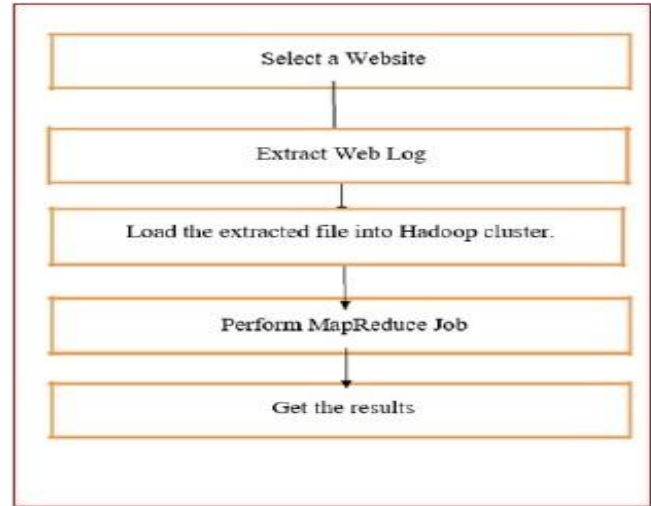 Select a Website
Extract Web Log
Load the extracted file into Hadoop cluster.
Perform MapReduce Job
Get the results